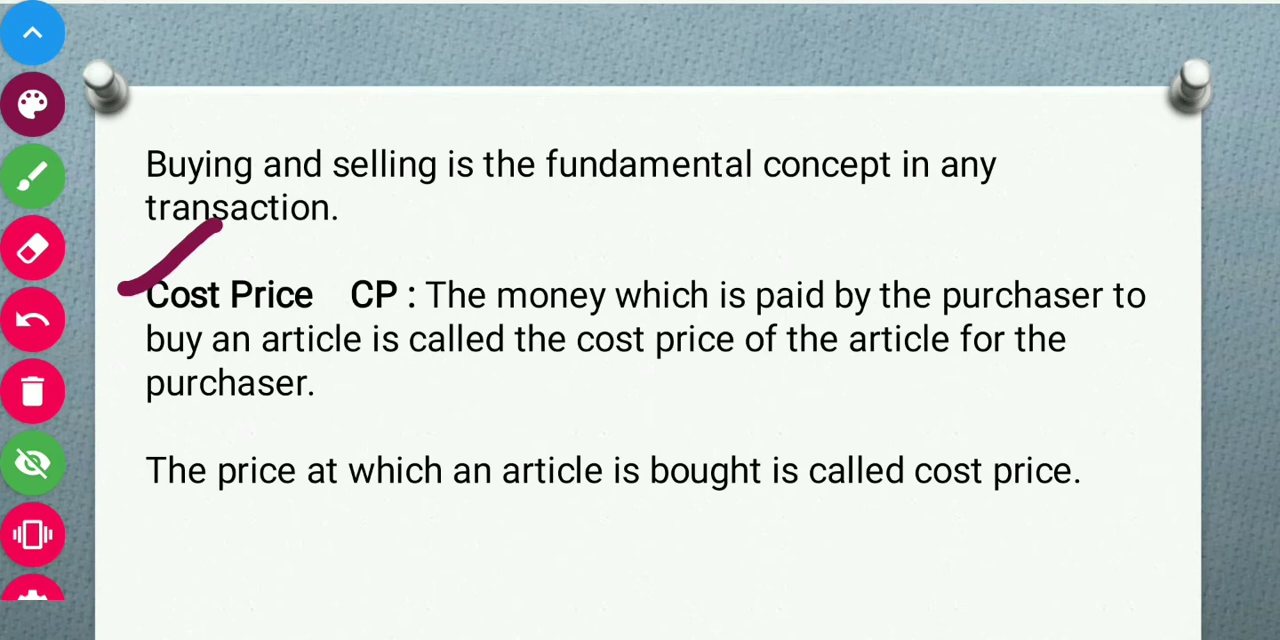 Buying and selling is the fundamental concept in any
transaction.
Cost Price CP : The money which is paid by the purchaser to
buy an article is called the cost price of the article for the
purchaser.
The price at which an article is bought is called cost price.